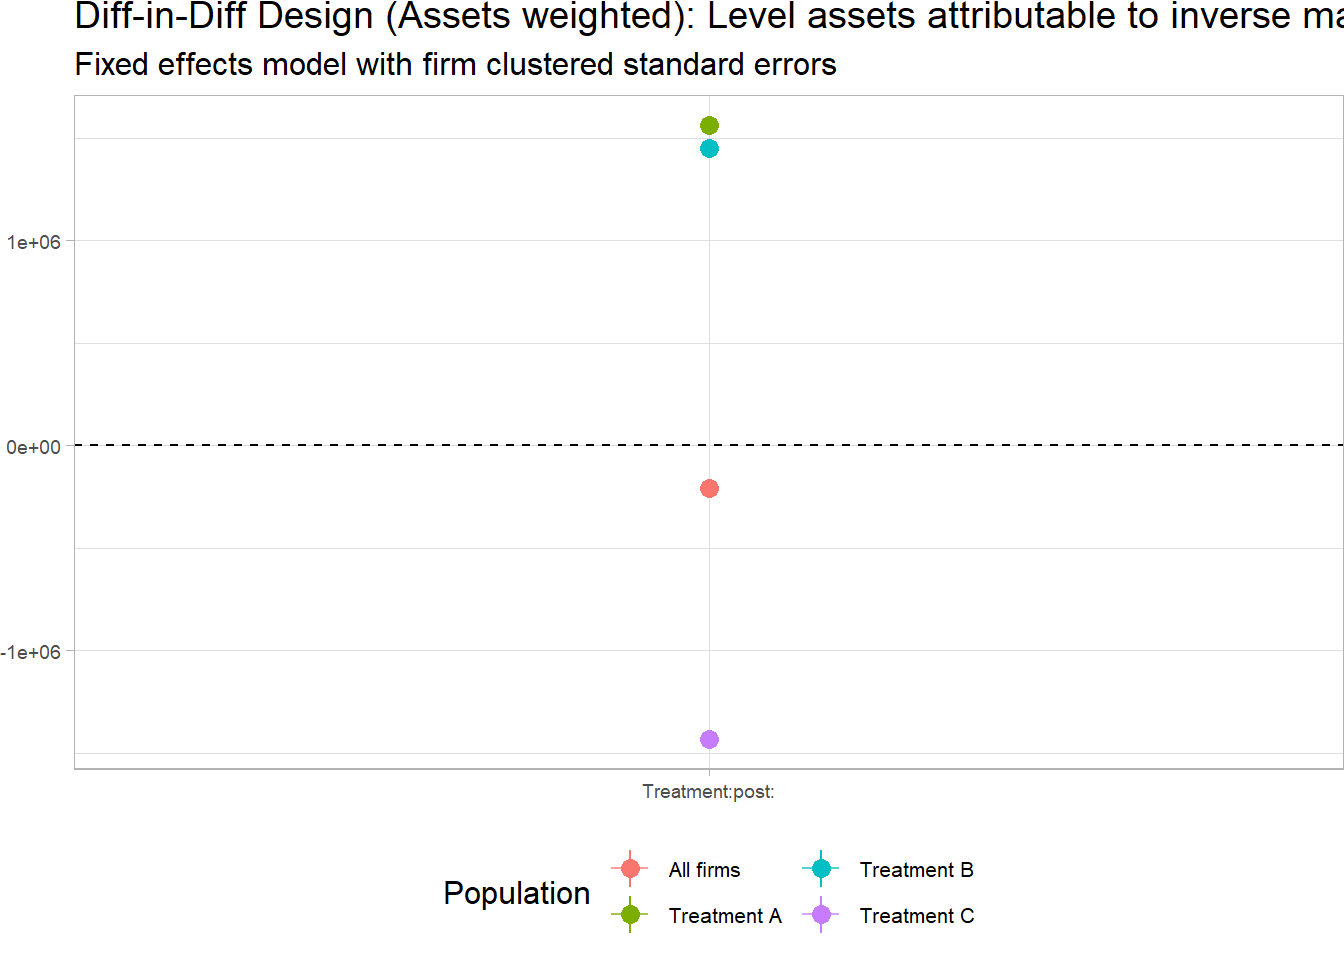 Diff-in-Diff Design (Assets weighted): Level assets attributable to inverse
Fixed effects model with firm clustered standard errors
1e+06
0e+00
-1e+06
Treatment:post:
Population
All firms
Treatment B
Treatment A
Treatment C